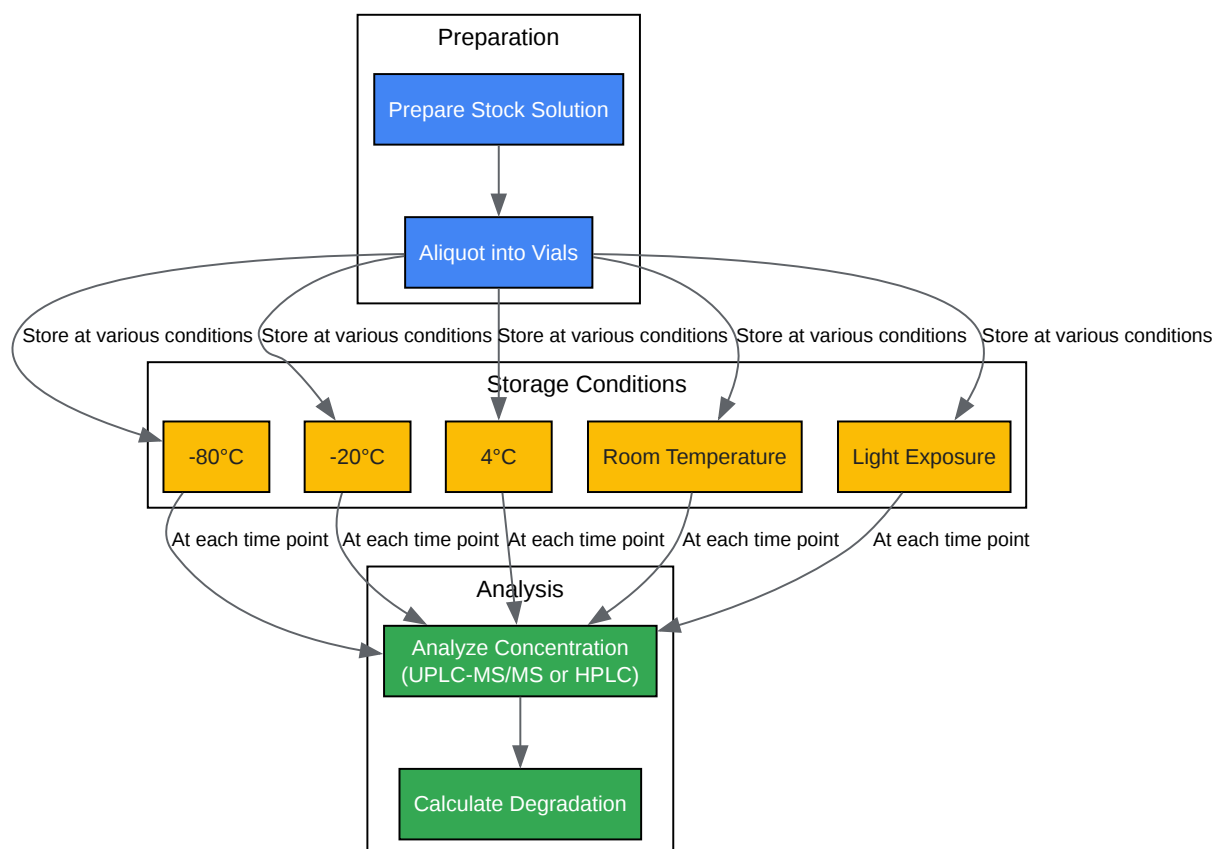 Preparation
Prepare Stock Solution
Aliquot into Vials
Store at various conditions
Store at various conditions
Store at various conditions
Store at various conditions
Store at various conditions
Storage Conditions
-80°C
-20°C
4°C
Room Temperature
Light Exposure
At each time point
At each time point
At each time point
At each time point
At each time point
Analysis
Analyze Concentration
(UPLC-MS/MS or HPLC)
Calculate Degradation